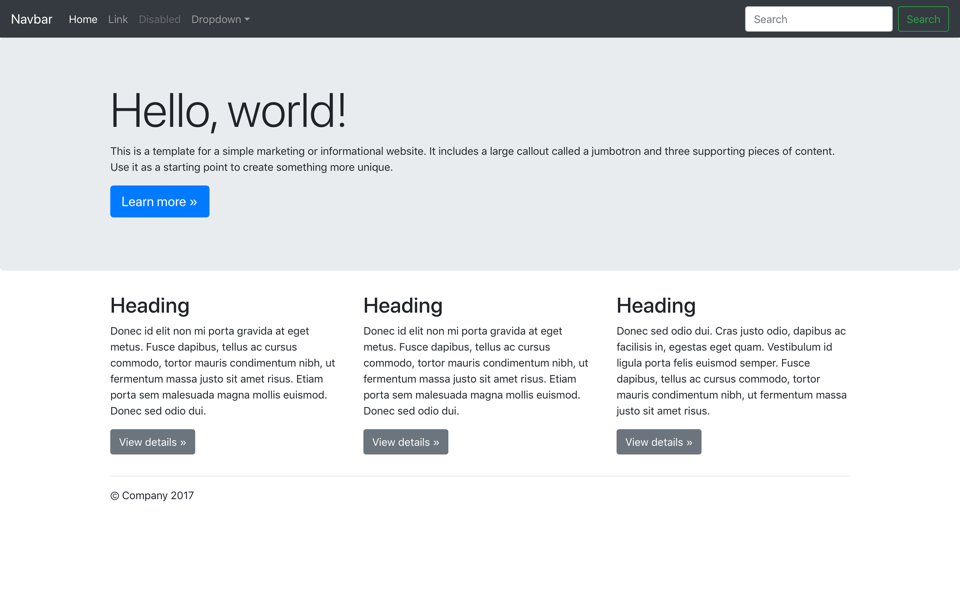 Navbar Home Link Disabled Dropdown Search Search
Hello, world!
This is a template for a simple marketing or informational website. It includes a large callout called a jumbotron and three supporting pieces of content.
Use it as a starting point to create something more unique.
Learn more »
Heading
Donec id elit non mi porta gravida at eget
metus. Fusce dapibus, tellus ac cursus
commodo, tortor mauris condimentum nibh, ut
fermentum massa justo sit amet risus. Etiam
porta sem malesuada magna mollis euismod.
Donec sed odio dui.
View details »
Heading
Donec id elit non mi porta gravida at eget
metus. Fusce dapibus, tellus ac cursus
commodo, tortor mauris condimentum nibh, ut
fermentum massa justo sit amet risus. Etiam
porta sem malesuada magna mollis euismod.
Donec sed odio dui.
View details »
Heading
Donec sed odio dui. Cras justo odio, dapibus ac
facilisis in, egestas eget quam. Vestibulum id
ligula porta felis euismod semper. Fusce
dapibus, tellus ac cursus commodo, tortor
mauris condimentum nibh, ut fermentum massa
justo sit amet risus.
View details »
© Company 2017